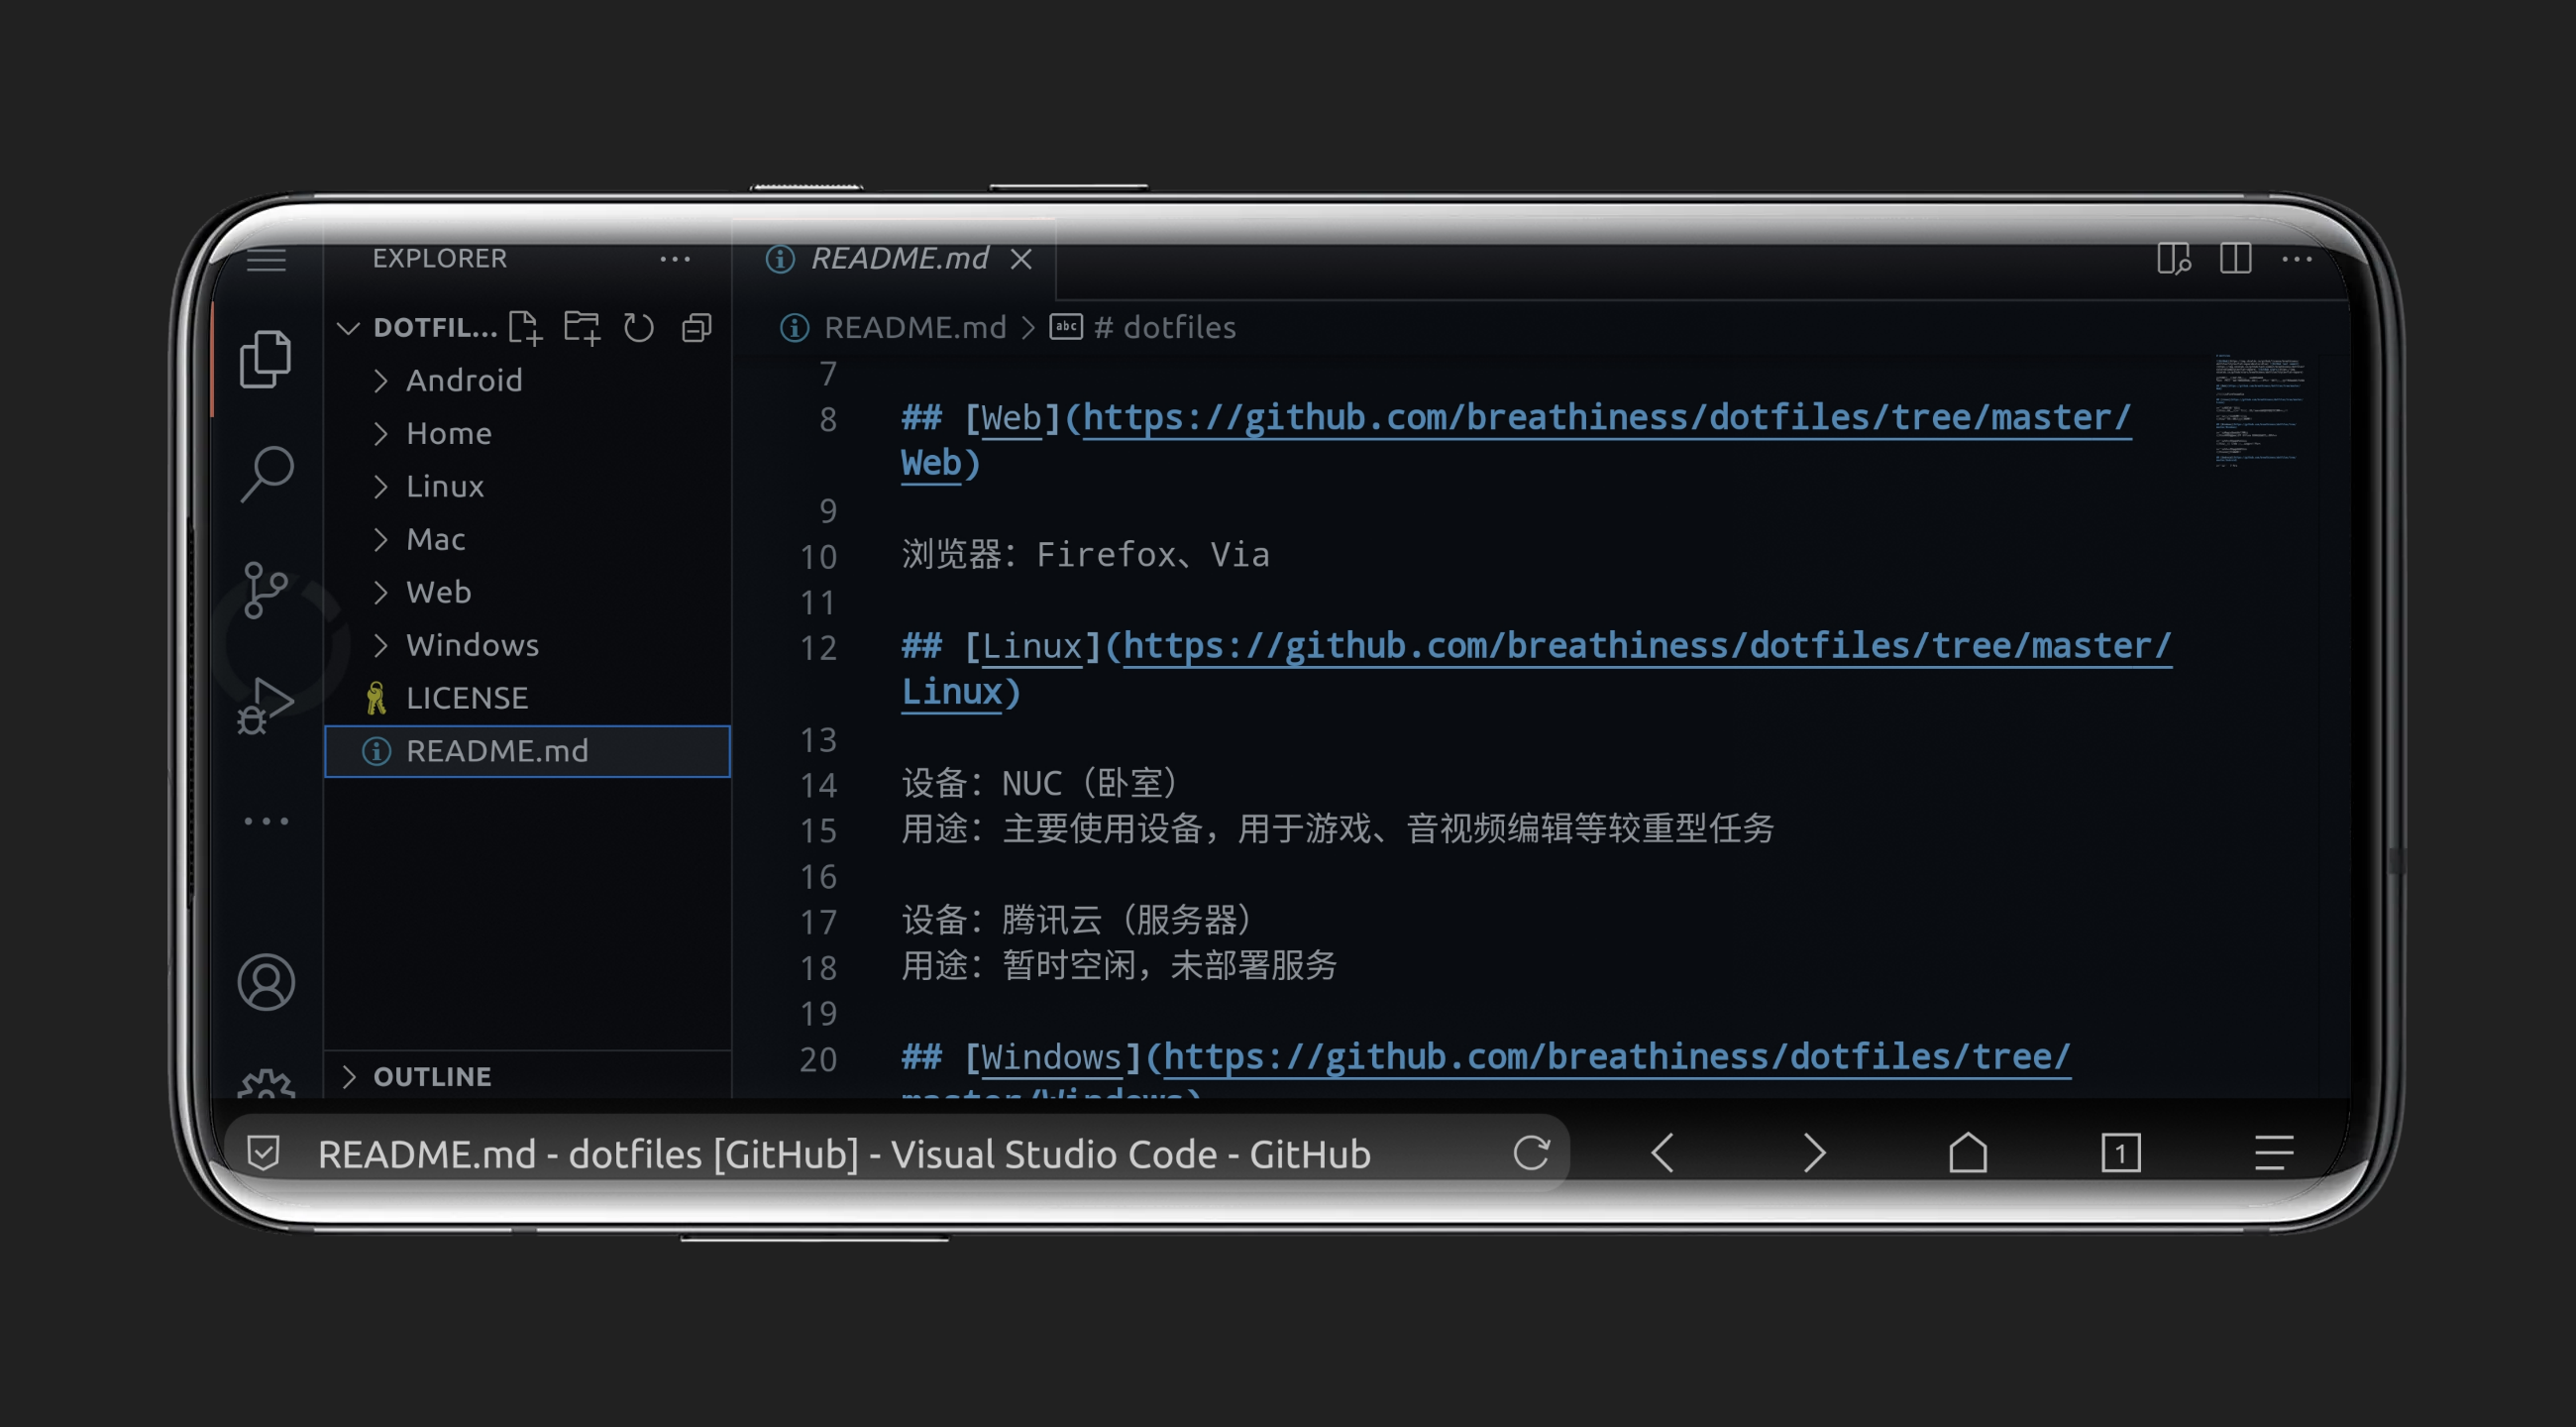 EXPLORER
README.md
DOTFIL...
README.md > # dotfiles
Android
Home
Linux
Mac
Web
Windows
LICENSE
README.md
OUTLINE
7
8 ## [Web](https://github.com/breathiness/dotfiles/tree/master/
Web)
9
10 浏览器：Firefox、Via
11
12 ## [Linux](https://github.com/breathiness/dotfiles/tree/master/
Linux)
13
14 设备：NUC（卧室）
15 用途：主要使用设备，用于游戏、音视频编辑等较重型任务
16
17 设备：腾讯云（服务器）
18 用途：暂时空闲，未部署服务
19
20 ## [Windows](https://github.com/breathiness/dotfiles/tree/
master/Windows)
README.md - dotfiles [GitHub] - Visual Studio Code - GitHub
1